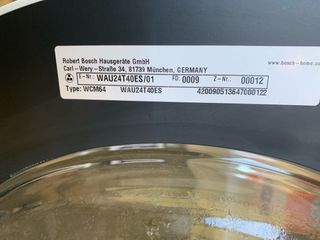 Robert Bosch Hausgeräte GmbH
Carl-Wery-Straße 34, 81739 München, GERMANY
www.bosch-home.
E-Nr.: WAU24T40ES/01 FD: 0009 Z-Nr.: 00012
Type: WCM64 WAU24T40ES 420090513647000122